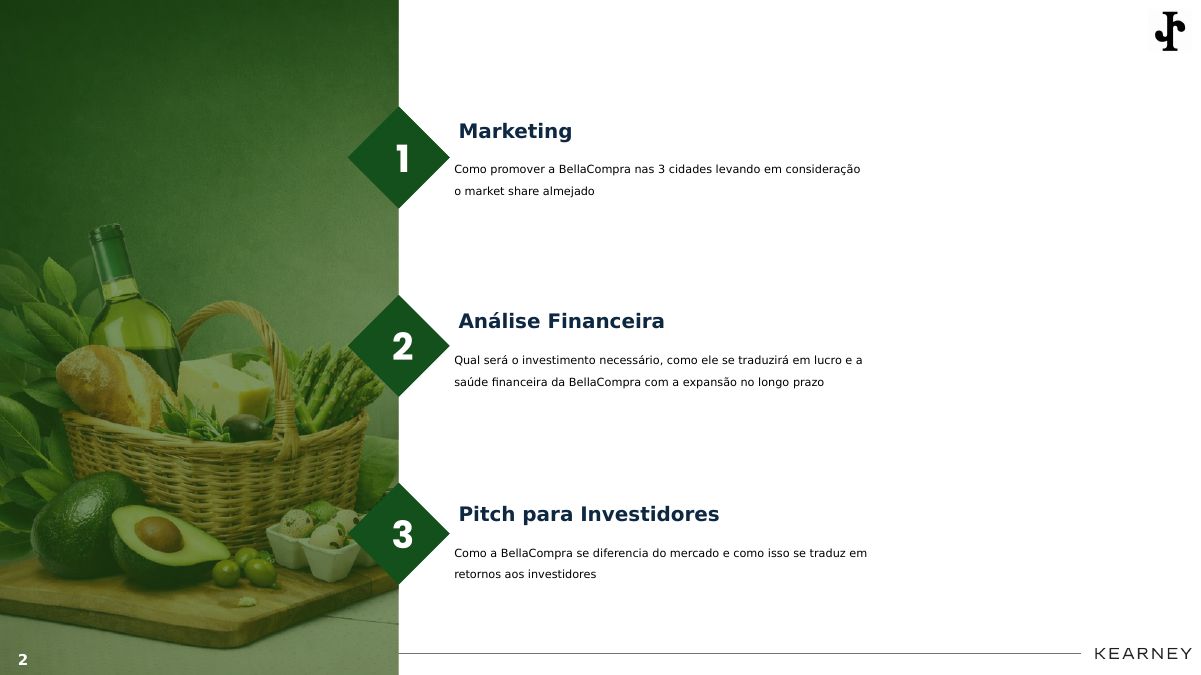 1
Marketing
Como promover a BellaCompra nas 3 cidades levando em consideração
o market share almejado
2
Análise Financeira
Qual será o investimento necessário, como ele se traduzirá em lucro e a
saúde financeira da BellaCompra com a expansão no longo prazo
3
Pitch para Investidores
Como a BellaCompra se diferencia do mercado e como isso se traduz em
retornos aos investidores
2
KEARNEY